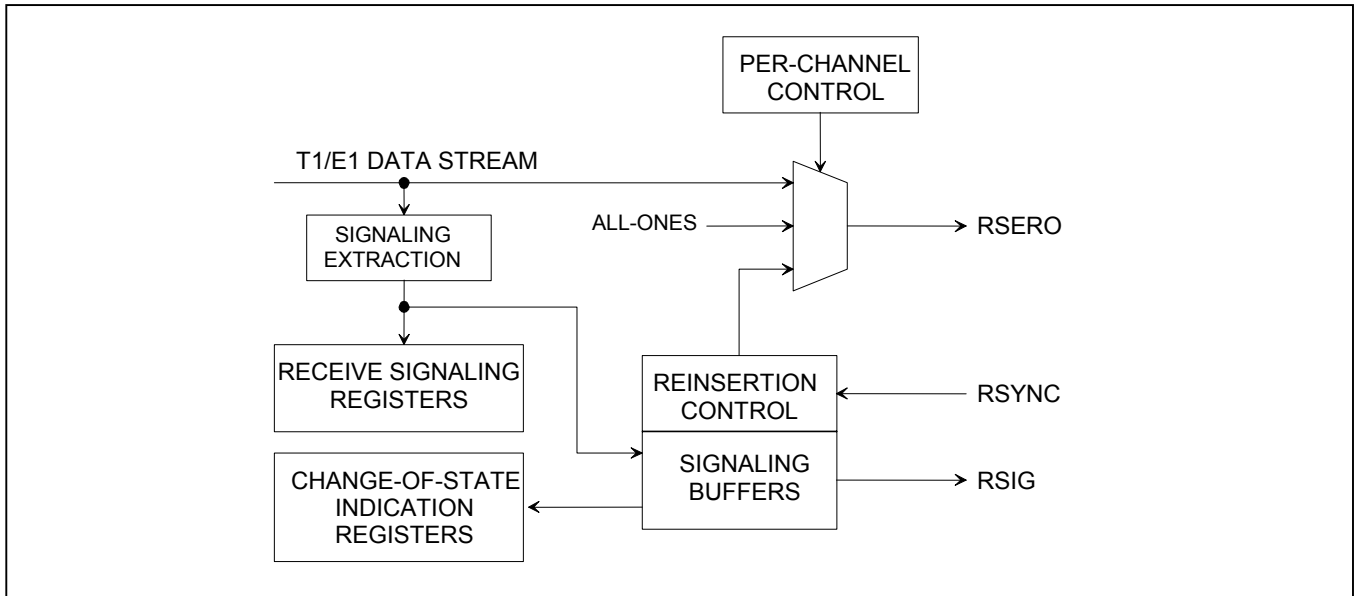 PER-CHANNEL
CONTROL
T1/E1 DATA STREAM
SIGNALING
EXTRACTION
ALL-ONES
RSERO
RECEIVE SIGNALING
REGISTERS
REINSERTION
CONTROL
RSYNC
CHANGE-OF-STATE
INDICATION
REGISTERS
SIGNALING
BUFFERS
RSIG